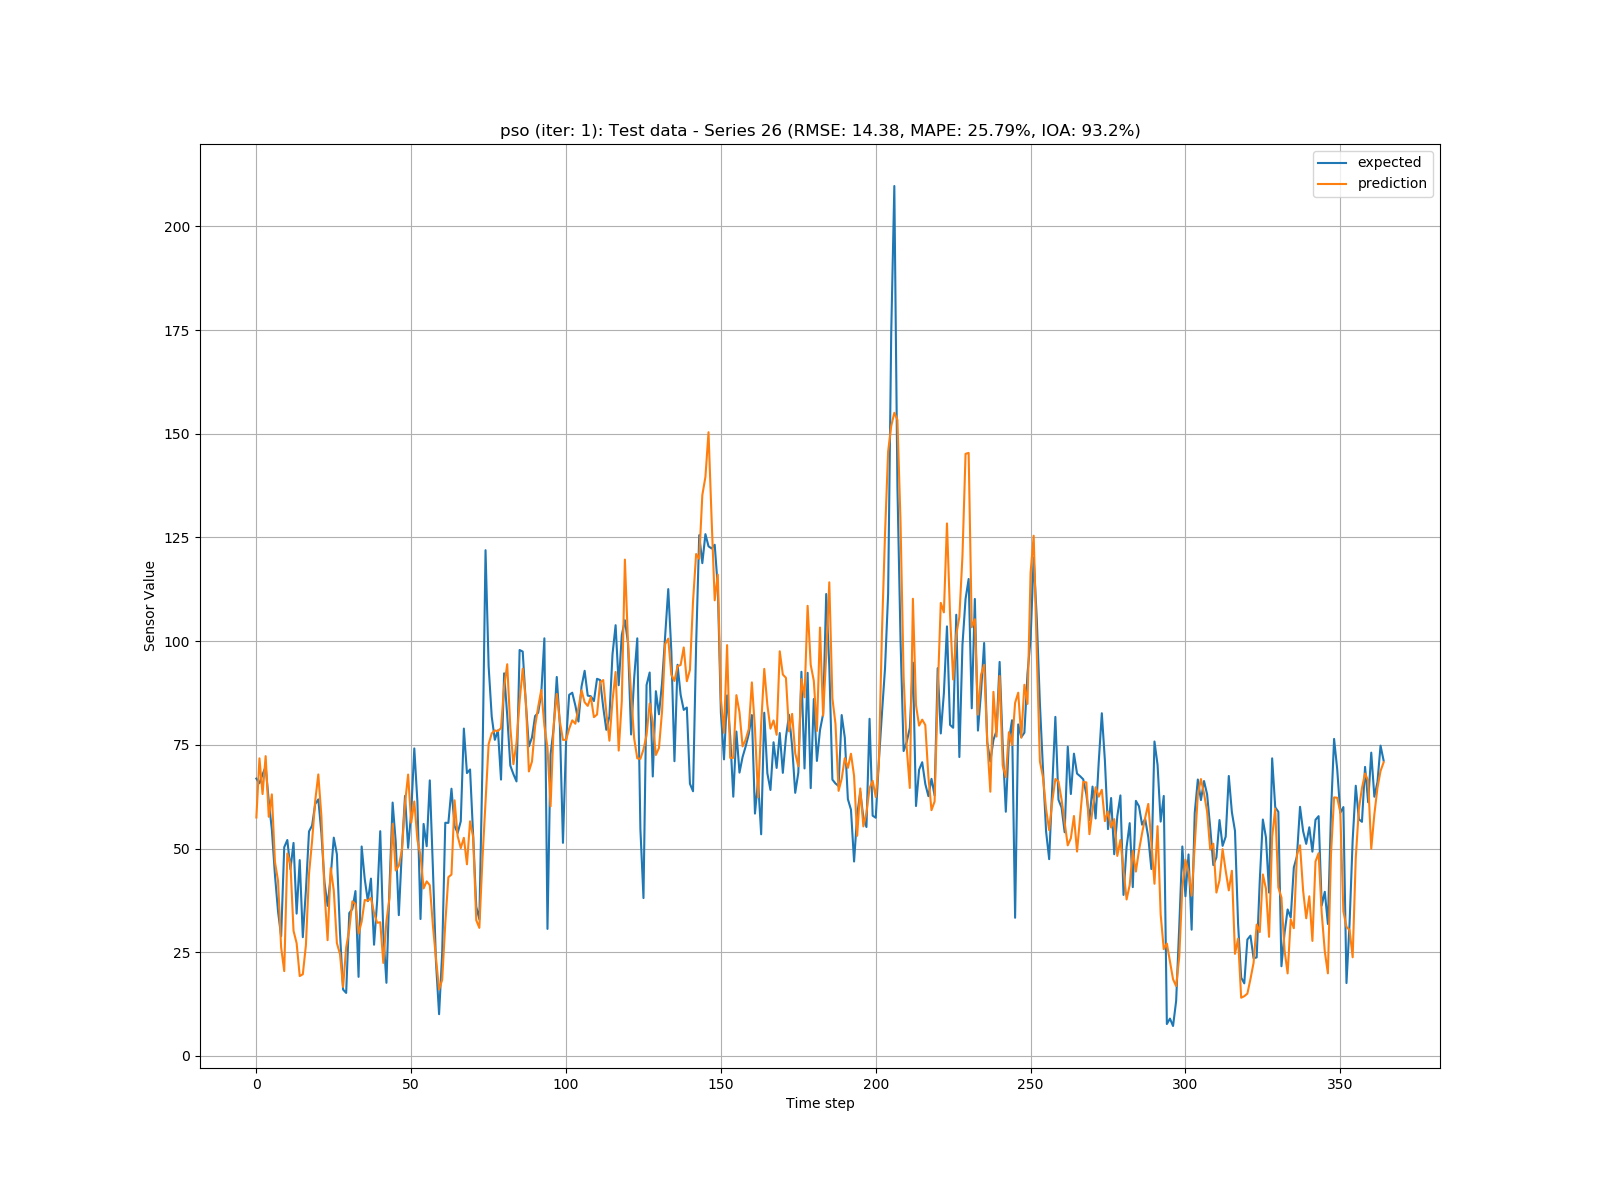 pso (iter: 1): Test data - Series 26 (RMSE: 14.38, MAPE: 25.79%, IOA: 93.2%)
expected
prediction
200
175
150
125
100
75
50
25
0
Sensor Value
0 50 100 150 200 250 300 350
Time step